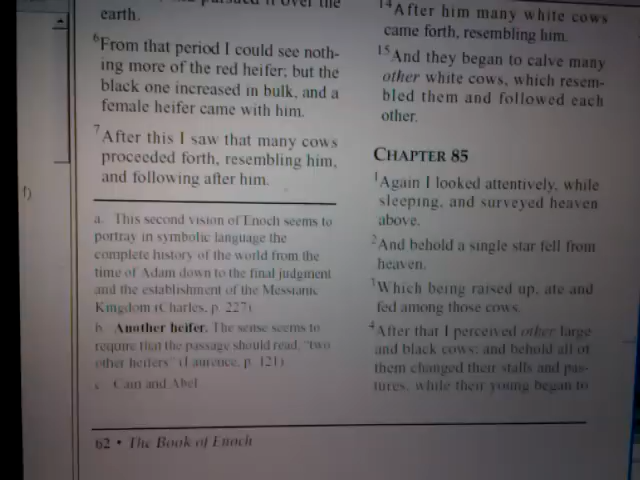 earth.
6From that period I could see noth-
ing more of the red heifer; but the
black one increased in bulk, and a
female heifer came with him.
7After this I saw that many cows
proceeded forth, resembling him,
and following after him.
a. This second vision of Enoch seems to
portray in symbolic language the
complete history of the world from the
time of Adam down to the final judgment
and the establishment of the Messianic
Kingdom (Charles, p. 227).
b. Another heifer. The sense seems to
require that the passage should read, "two
other heifers" (Laurence, p. 121).
c. Cain and Abel
14After him many white cows
came forth, resembling him.
15And they began to calve many
other white cows, which resem-
bled them and followed each
other.
CHAPTER 85
1Again I looked attentively, while
sleeping, and surveyed heaven
above.
2And behold a single star fell from
heaven.
3Which being raised up, ate and
fed among those cows.
4After that I perceived other large
and black cows; and behold all of
them changed their stalls and pas-
tures, while their young began to
62 • The Book of Enoch